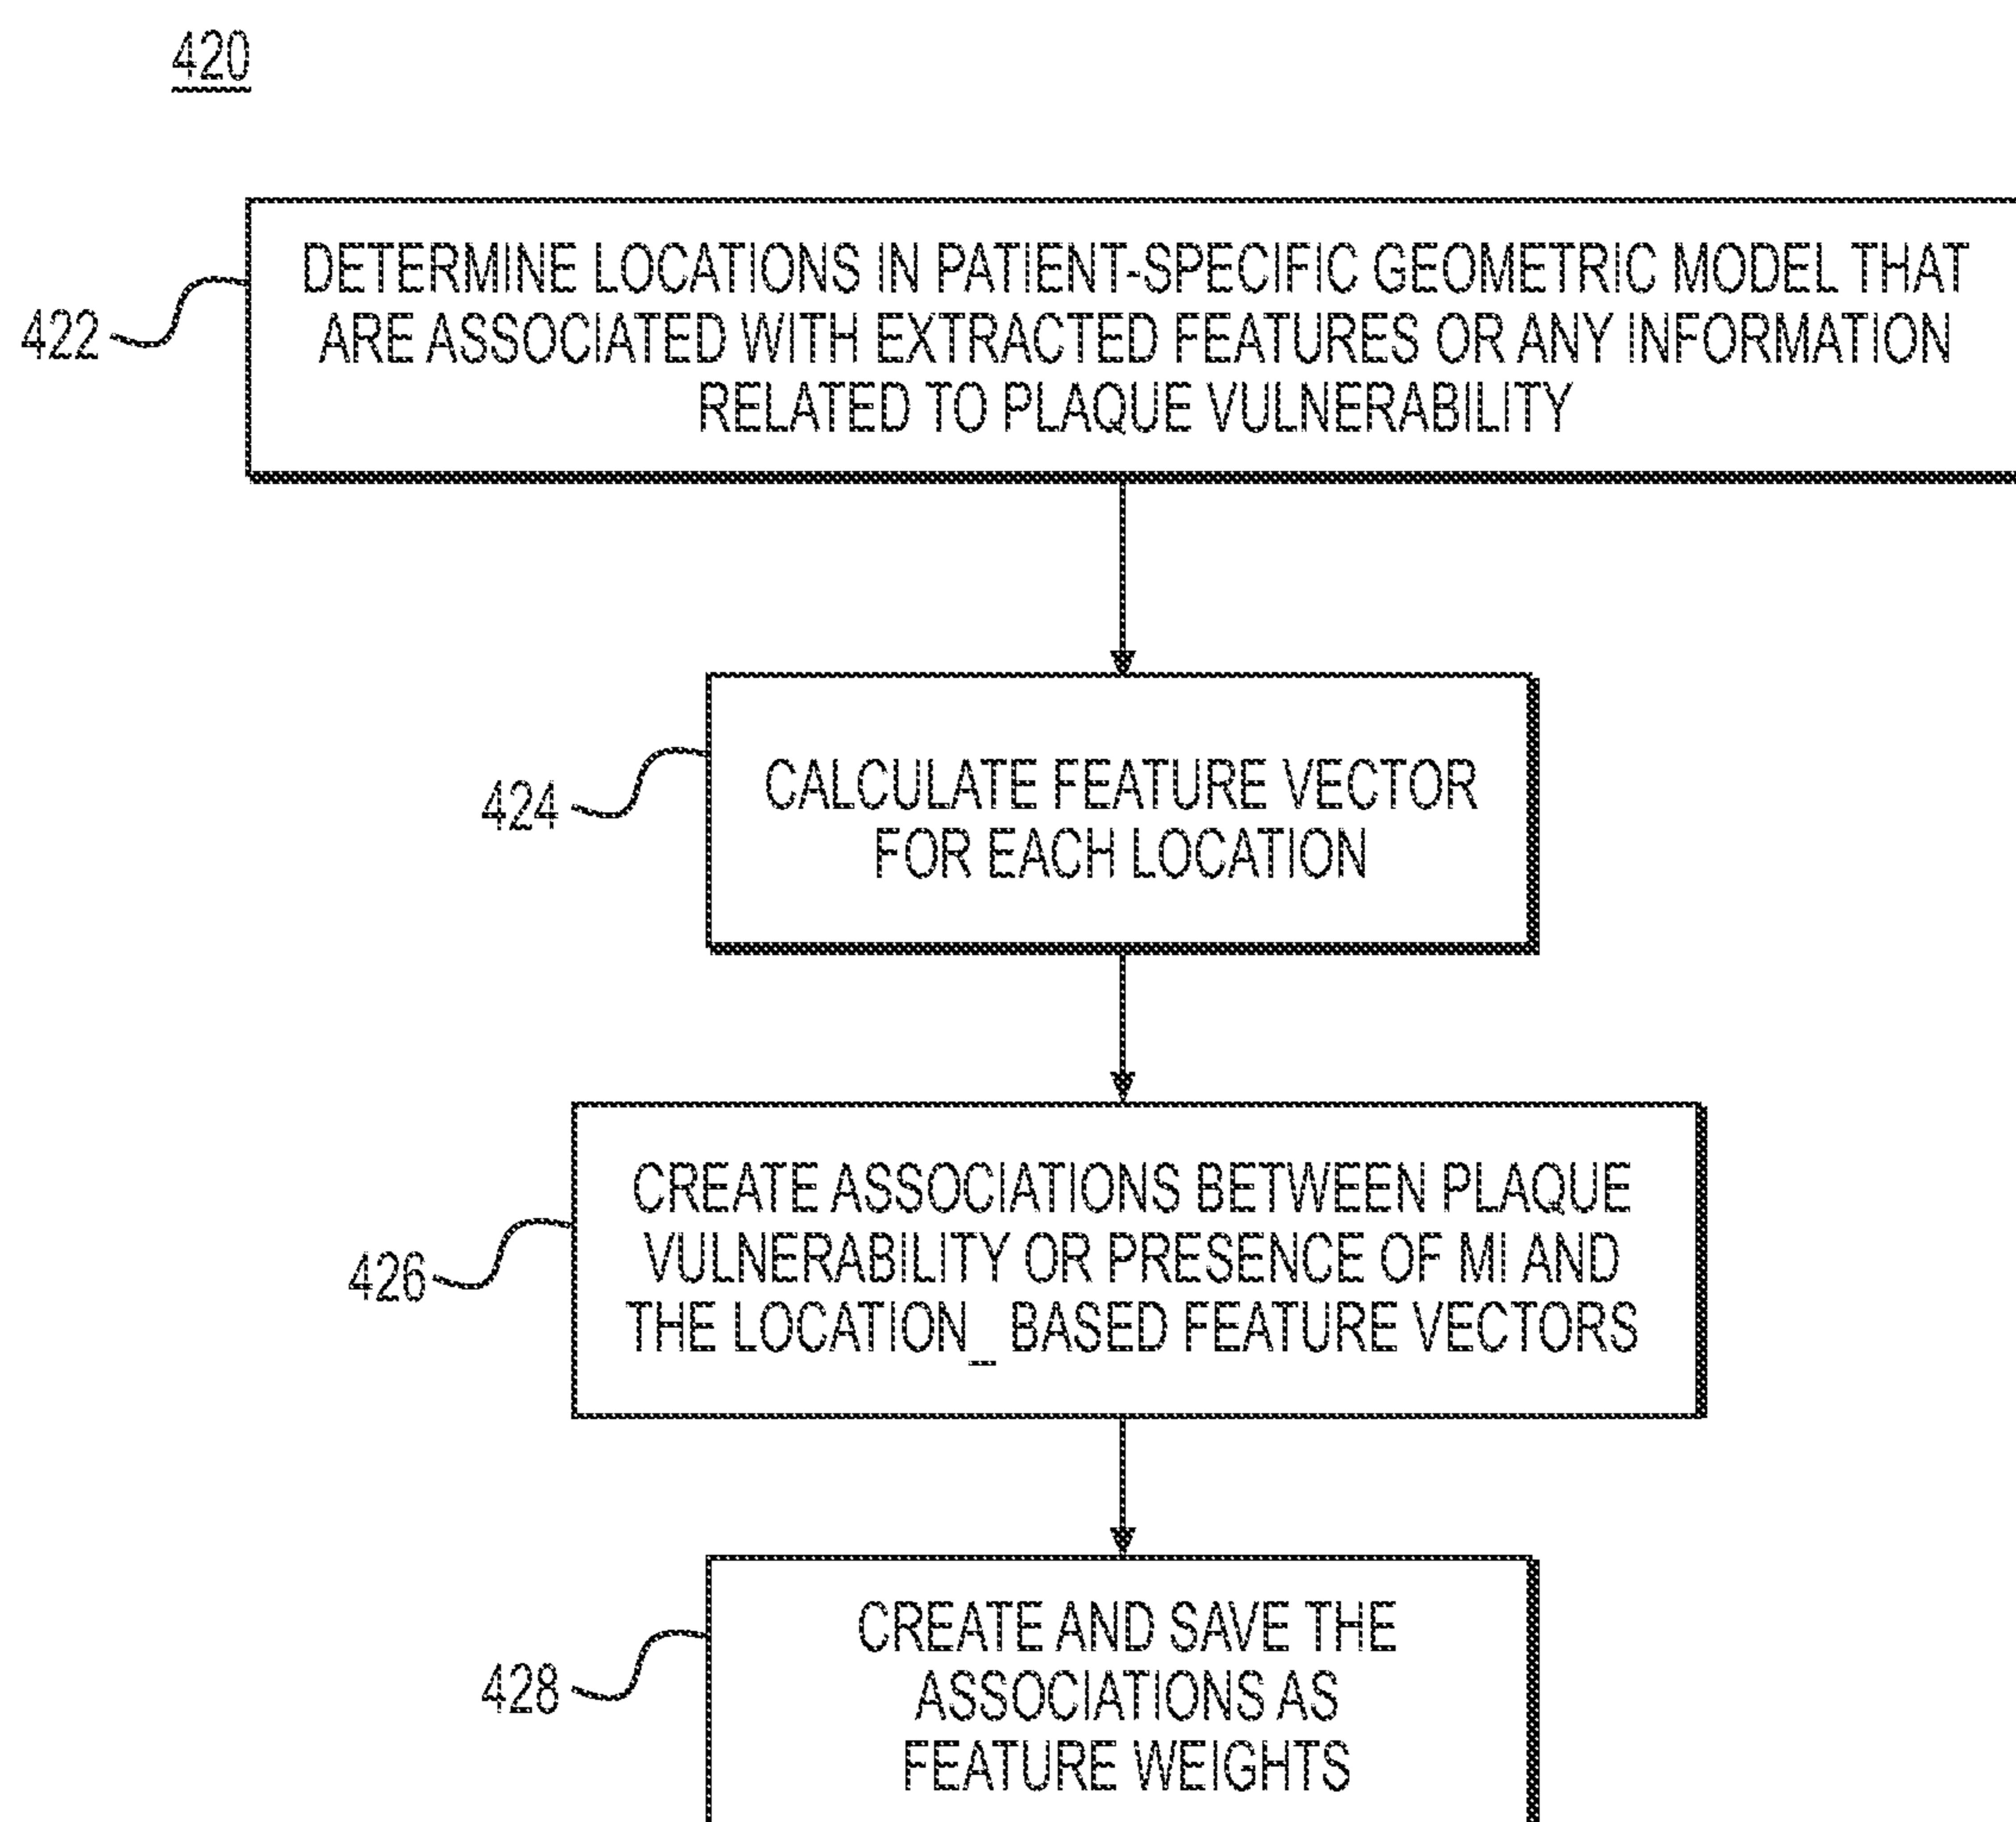 420
DETERMINE LOCATIONS IN PATIENT-SPECIFIC GEOMETRIC MODEL THAT
ARE ASSOCIATED WITH EXTRACTED FEATURES OR ANY INFORMATION
RELATED TO PLAQUE VULNERABILITY
422
CALCULATE FEATURE VECTOR
FOR EACH LOCATION
424
CREATE ASSOCIATIONS BETWEEN PLAQUE
VULNERABILITY OR PRESENCE OF MI AND
THE LOCATION_ BASED FEATURE VECTORS
426
CREATE AND SAVE THE
ASSOCIATIONS AS
FEATURE WEIGHTS
428